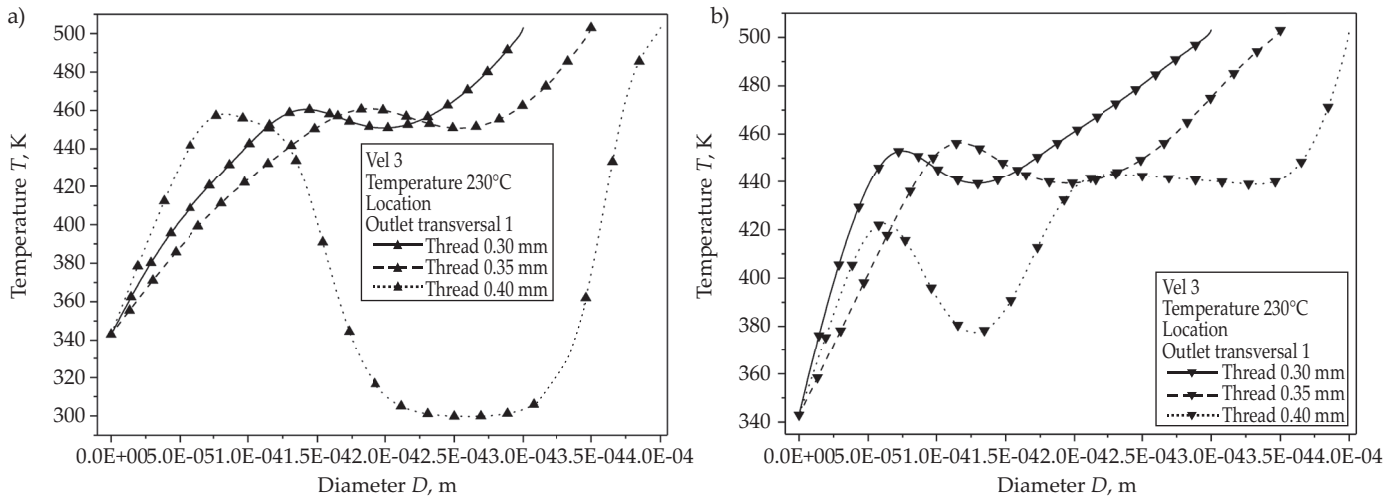 a)
500
480
460
440
420
400
380
360
340
320
300
Temperature T, K
Vel 3
Temperature 230°C
Location
Outlet transversal 1
Thread 0.30 mm
Thread 0.35 mm
Thread 0.40 mm
0.0E+005.0E-051.0E-041.5E-042.0E-042.5E-043.0E-043.5E-044.0E-04
Diameter D, m
b)
500
480
460
440
420
400
380
360
340
Temperature T, K
Vel 3
Temperature 230°C
Location
Outlet transversal 1
Thread 0.30 mm
Thread 0.35 mm
Thread 0.40 mm
0.0E+005.0E-051.0E-041.5E-042.0E-042.5E-043.0E-043.5E-044.0E-04
Diameter D, m